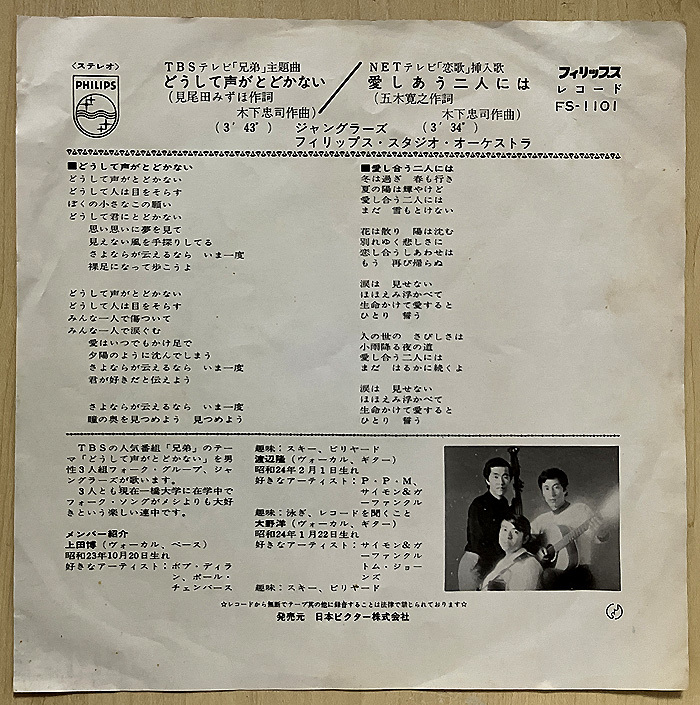 〈ステレオ〉
PHILIPS
TBSテレビ「兄弟」主題曲
どうして声がとどかない
(見尾田みずほ作詞
木下忠司作曲)
(3′43″)
NETテレビ「恋歌」挿入歌
愛しあう二人には
(五木寛之作詞
木下忠司作曲)
(3′34″)
ジャングラーズ
フィリップス・スタジオ・オーケストラ
フィリップス
レコード
FS-1101
■どうして声がとどかない
どうして声がとどかない
どうして人は目をそらす
ぼくの小さなこの願い
どうして君にとどかない
思い思いに夢を見て
見えない風を手探りしてる
さよならが云えるなら いま一度
裸足になって歩こうよ
どうして声がとどかない
どうして人は目をそらす
みんな一人で傷ついて
みんな一人で涙ぐむ
愛はいつでもかけ足で
夕陽のように沈んでしまう
さよならが云えるなら いま一度
君が好きだと伝えよう
さよならが云えるなら いま一度
瞳の奥を見つめよう 見つめよう
■愛し合う二人には
冬は過ぎ 春も行き
夏の陽は輝やけど
愛し合う二人には
まだ 雪もとけない
花は散り 陽は沈む
別れゆく悲しさに
恋し合うしあわせは
もう 再び帰らぬ
涙は 見せない
ほほえみ浮かべて
生命かけて愛すると
ひとり 誓う
人の世の さびしさは
小雨降る夜の道
愛し合う二人には
まだ はるかに続くよ
涙は 見せない
ほほえみ浮かべて
生命かけて愛すると
ひとり 誓う
TBSの人気番組「兄弟」のテー
マ「どうして声がとどかない」を男
性3人組フォーク・グループ、ジャ
ングラーズが歌います。
3人とも現在一橋大学に在学中で
フォーク・ソングがメシよりも大好
きという楽しい連中です。
メンバー紹介
上田博(ヴォーカル、ベース)
昭和23年10月20日生れ
好きなアーティスト:ボブ・ディラ
ン、ポール・
チェンバース
趣味:スキー、ビリヤード
渡辺隆(ヴォーカル、ギター)
昭和24年2月1日生れ
好きなアーティスト:P・P・M、
サイモン&ガ
ーファンクル
趣味:泳ぎ、レコードを聞くこと
大野洋(ヴォーカル、ギター)
昭和24年1月22日生れ
好きなアーティスト:サイモン&ガ
ーファンクル
トム・ジョー
ンズ
趣味:スキー、ビリヤード
☆レコードから無断でテープ其の他に録音することは法律で禁じられております☆
発売元 日本ビクター株式会社